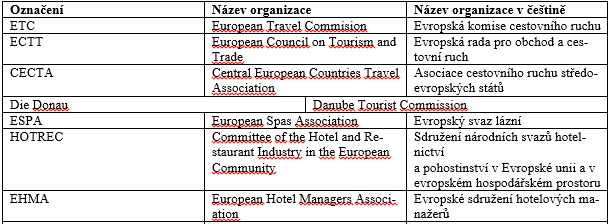 Označení Název organizace Název organizace v češtině
ETC European Travel Commision Evropská komise cestovního ruchu
ECTT European Council on Tourism and Evropská rada pro obchod a ces-
Trade tovní ruch
CECTA Central European Countries Travel Asociace cestovního ruchu středo-
Association evropských států
Die Donau Danube Tourist Commission
ESPA European Spas Association Evropský svaz lázní
HOTREC Committee of the Hotel and Re- Sdružení národních svazů hotel-
staurant Industry in the European nictví
Community a pohostinství v Evropské unii a v
evropském hospodářském prostoru
EHMA European Hotel Managers Associ- Evropské sdružení hotelových ma-
ation nažerů